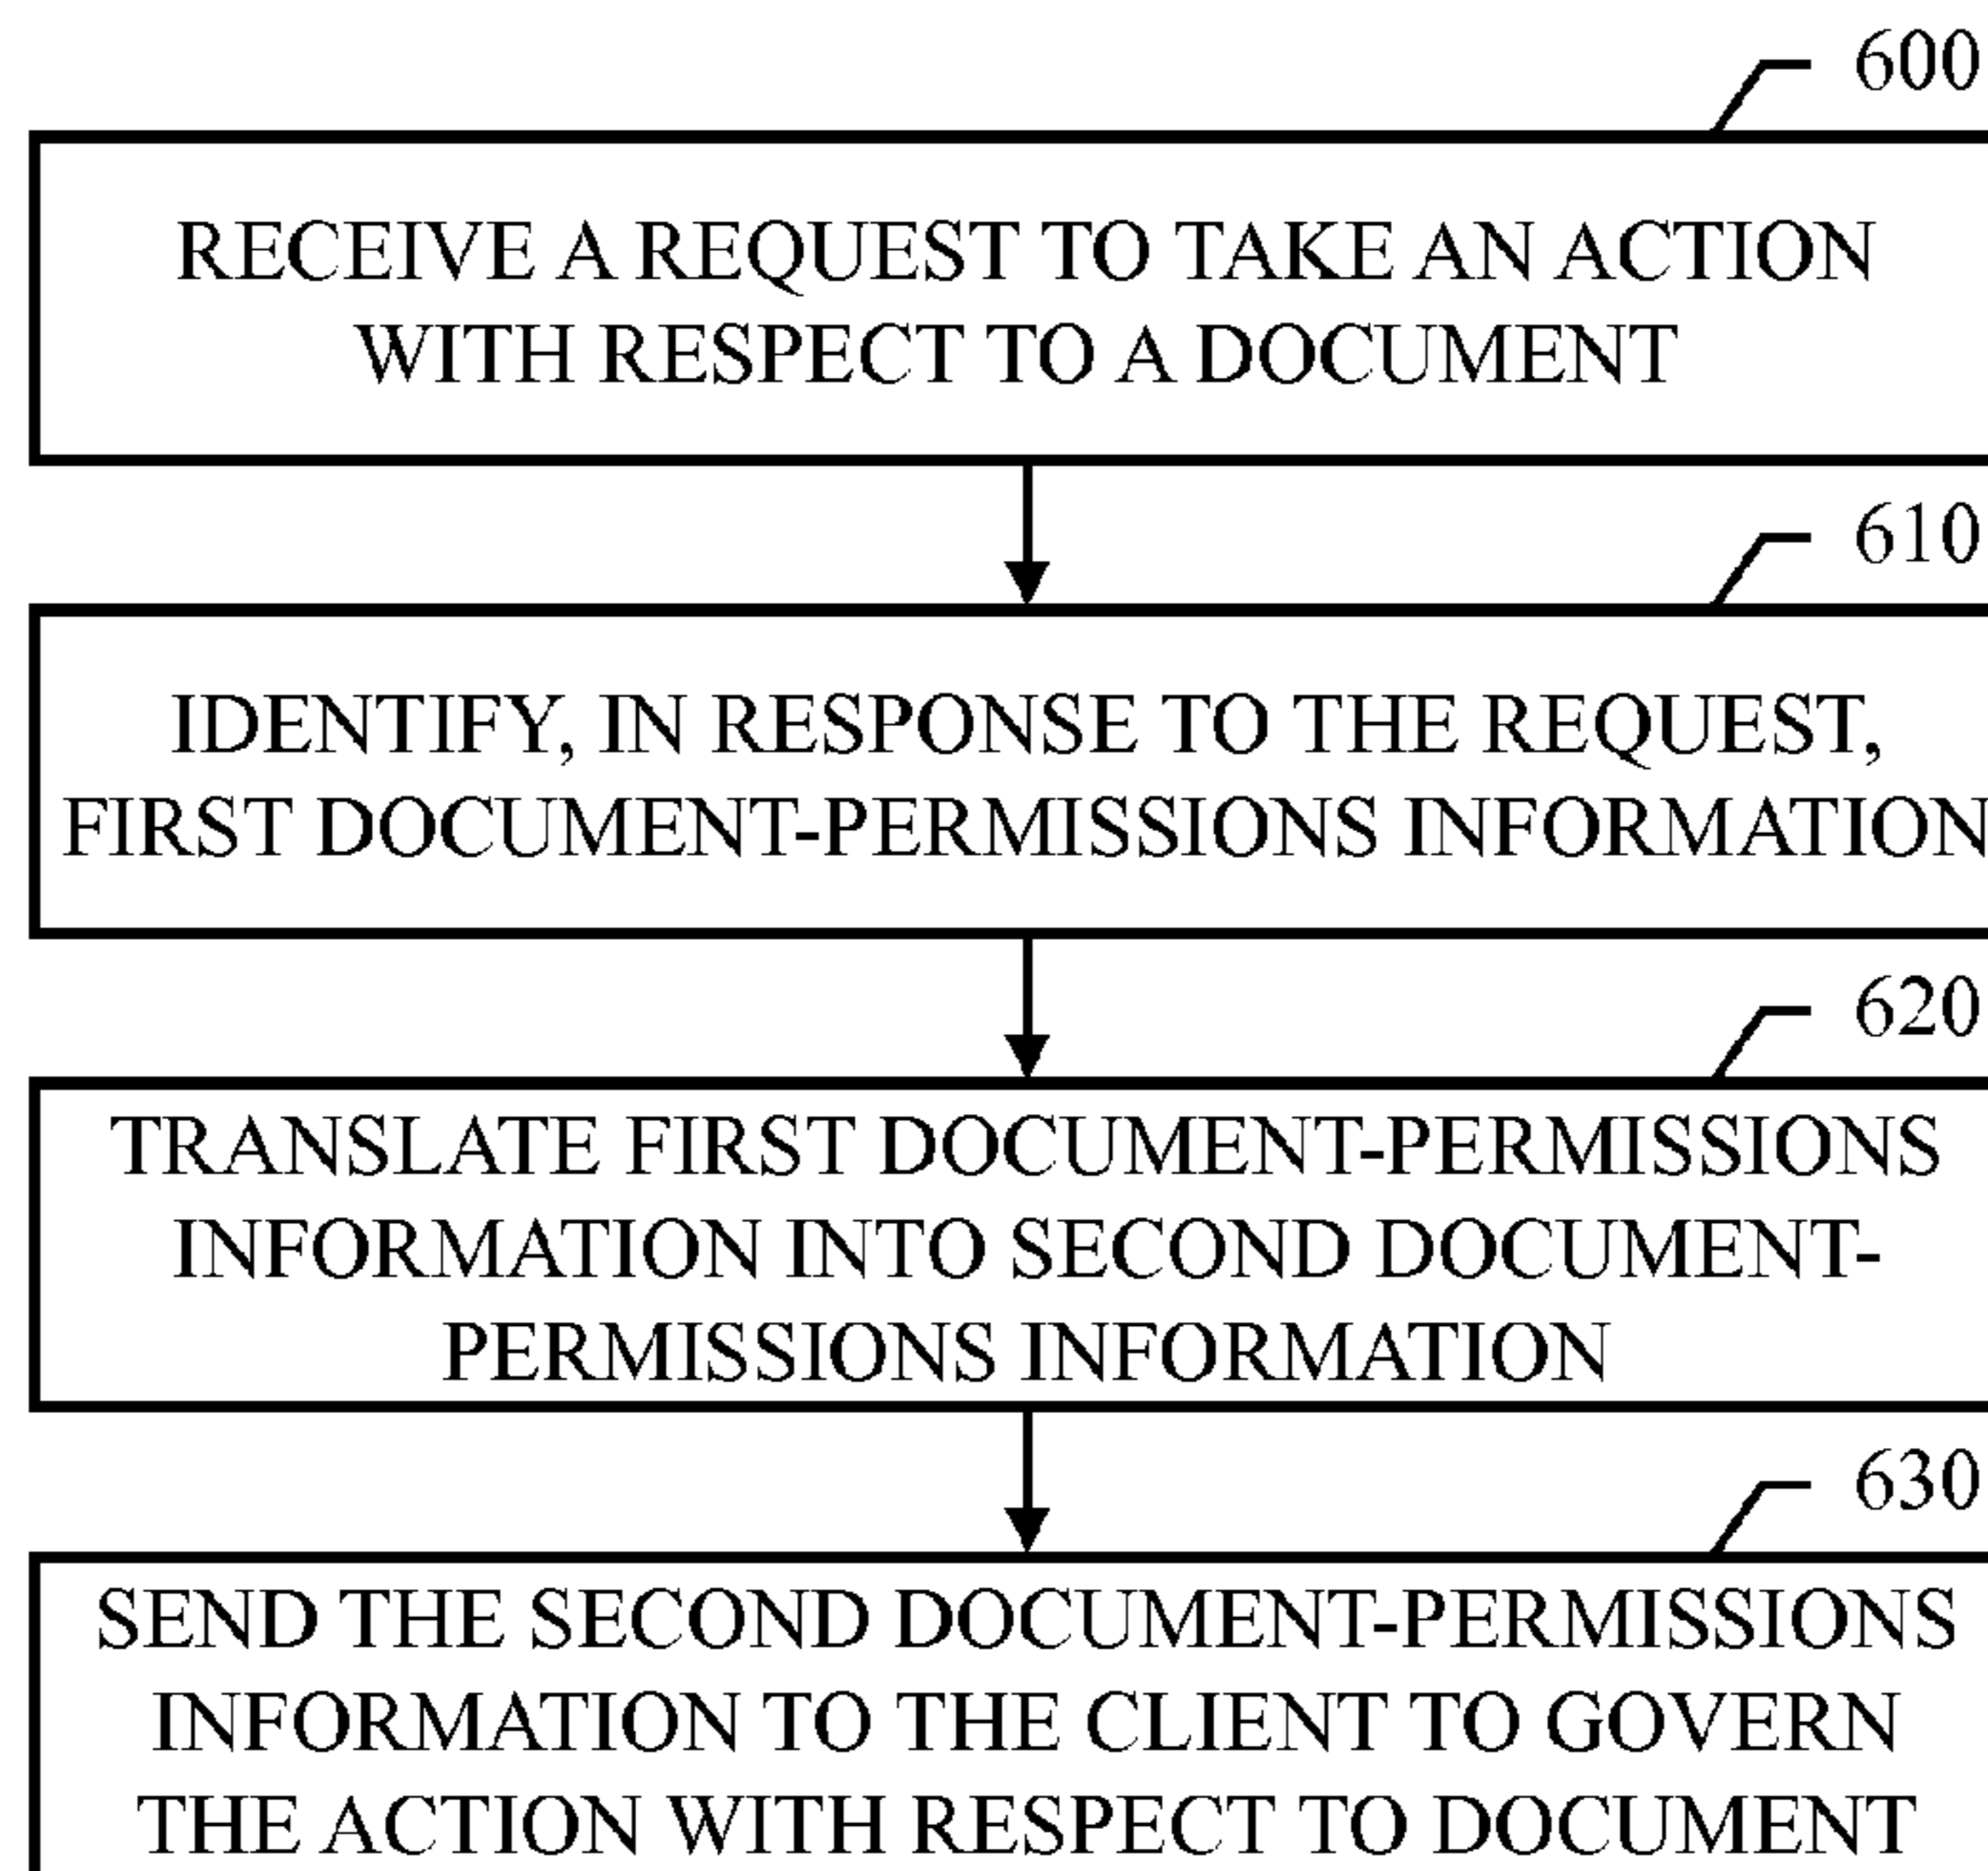 600
RECEIVE A REQUEST TO TAKE AN ACTION
WITH RESPECT TO A DOCUMENT
610
IDENTIFY, IN RESPONSE TO THE REQUEST,
FIRST DOCUMENT-PERMISSIONS INFORMATION
620
TRANSLATE FIRST DOCUMENT-PERMISSIONS
INFORMATION INTO SECOND DOCUMENT-
PERMISSIONS INFORMATION
630
SEND THE SECOND DOCUMENT-PERMISSIONS
INFORMATION TO THE CLIENT TO GOVERN
THE ACTION WITH RESPECT TO DOCUMENT